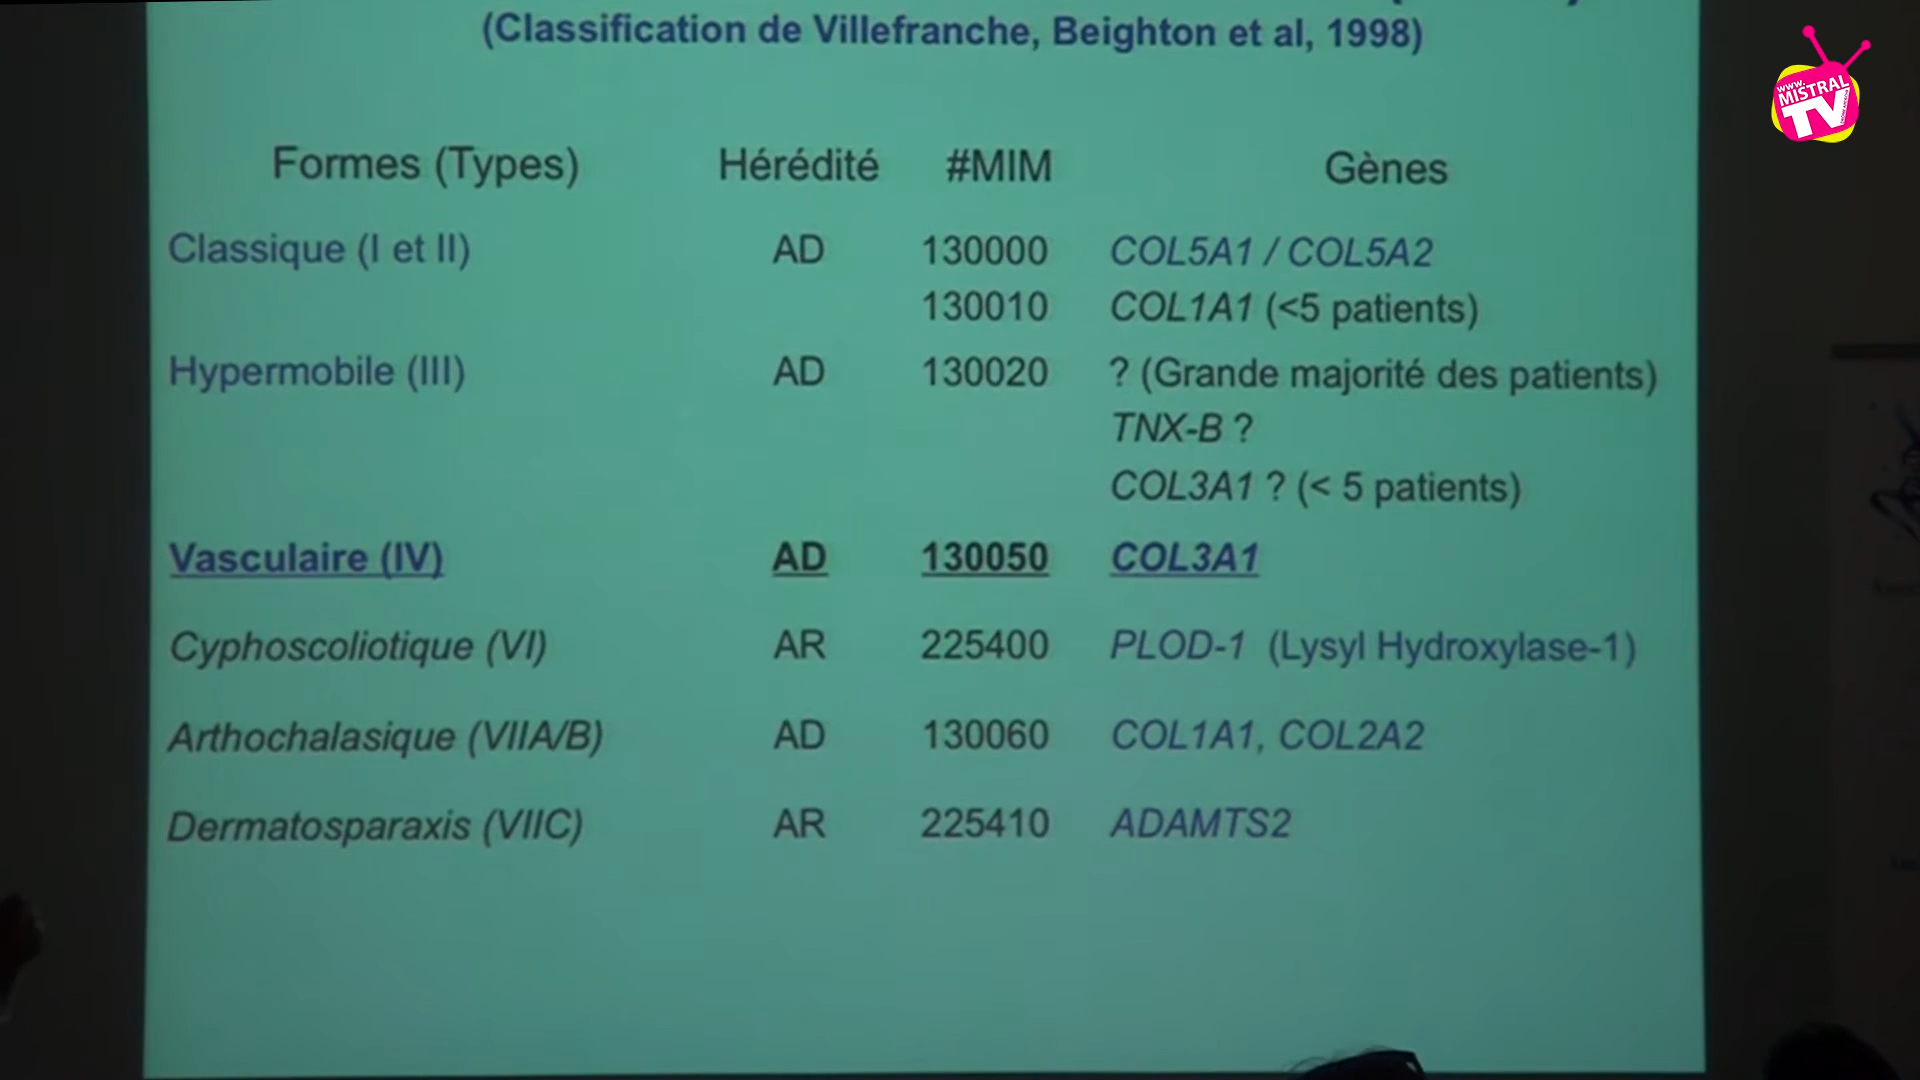 (Classification de Villefranche, Beighton et al, 1998)
www.
MISTRAL
TV
Formes (Types) Hérédité #MIM Gènes
Classique (I et II) AD 130000 COL5A1 / COL5A2
130010 COL1A1 (<5 patients)
Hypermobile (III) AD 130020 ? (Grande majorité des patients)
TNX-B ?
COL3A1 ? (< 5 patients)
Vasculaire (IV) AD 130050 COL3A1
Cyphoscoliotique (VI) AR 225400 PLOD-1 (Lysyl Hydroxylase-1)
Arthochalasique (VIIA/B) AD 130060 COL1A1, COL2A2
Dermatosparaxis (VIIC) AR 225410 ADAMTS2